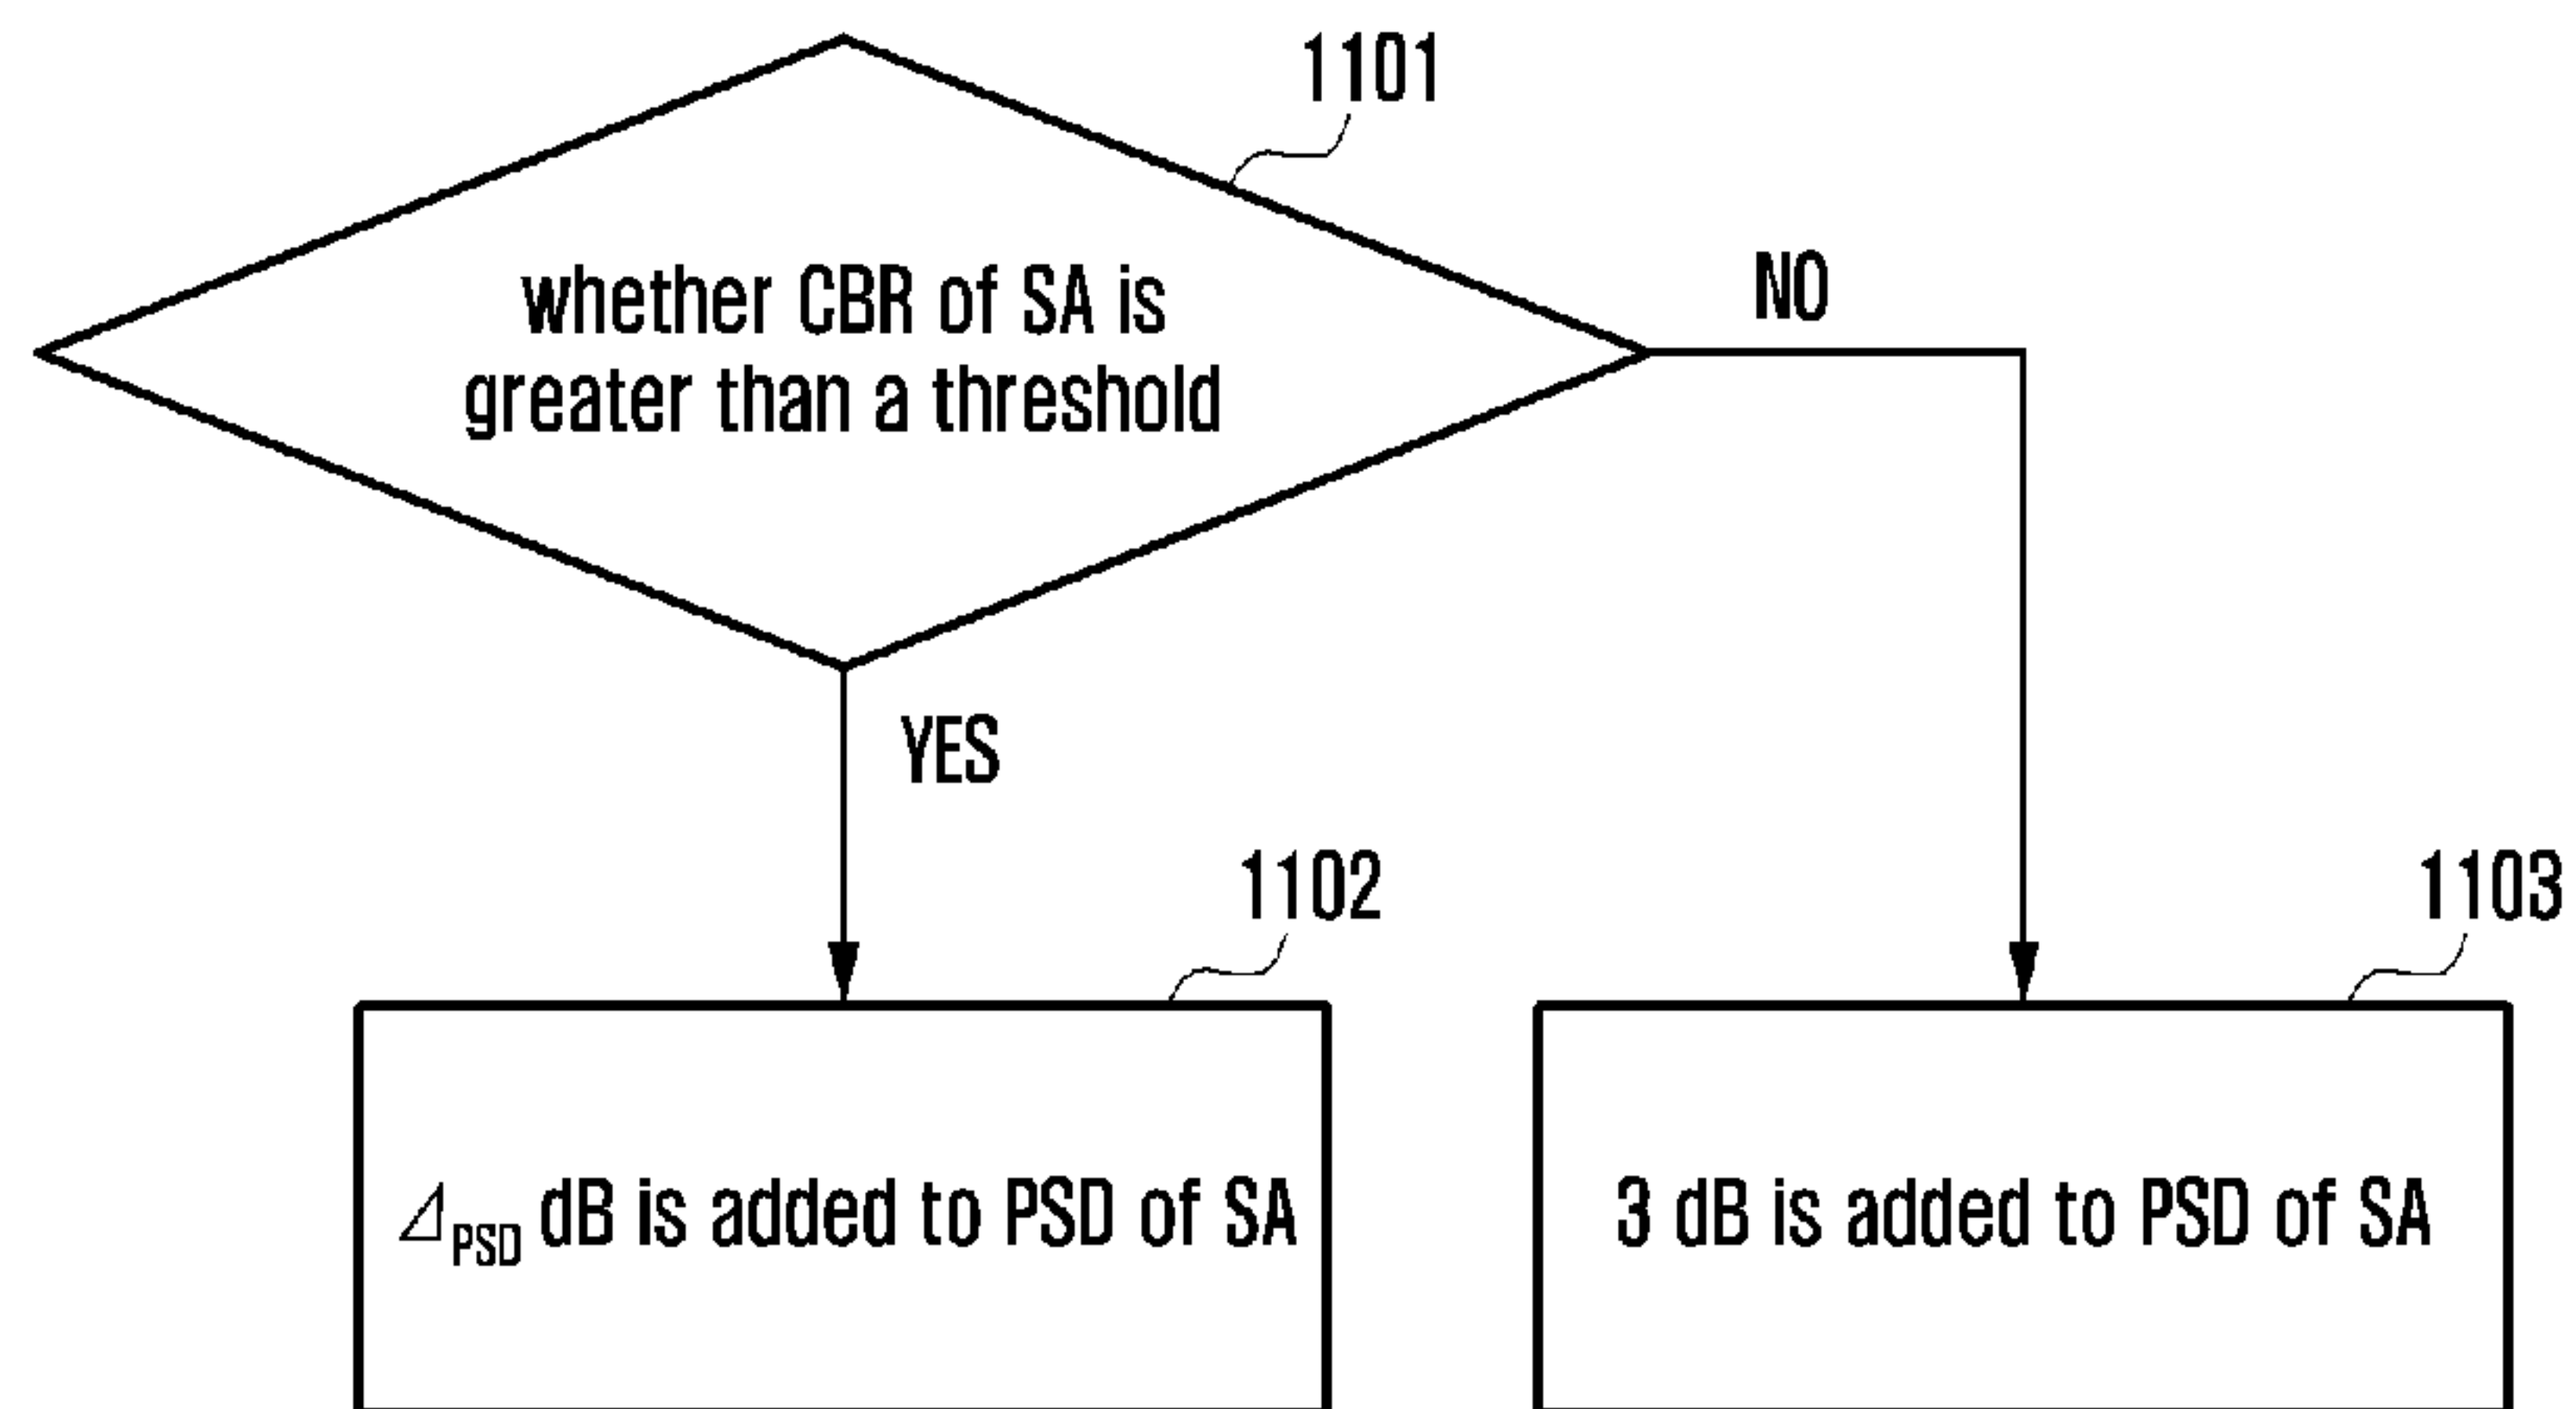 1101
whether CBR of SA is
greater than a threshold
NO
YES
1102
1103
ΔPSD dB is added to PSD of SA
3 dB is added to PSD of SA